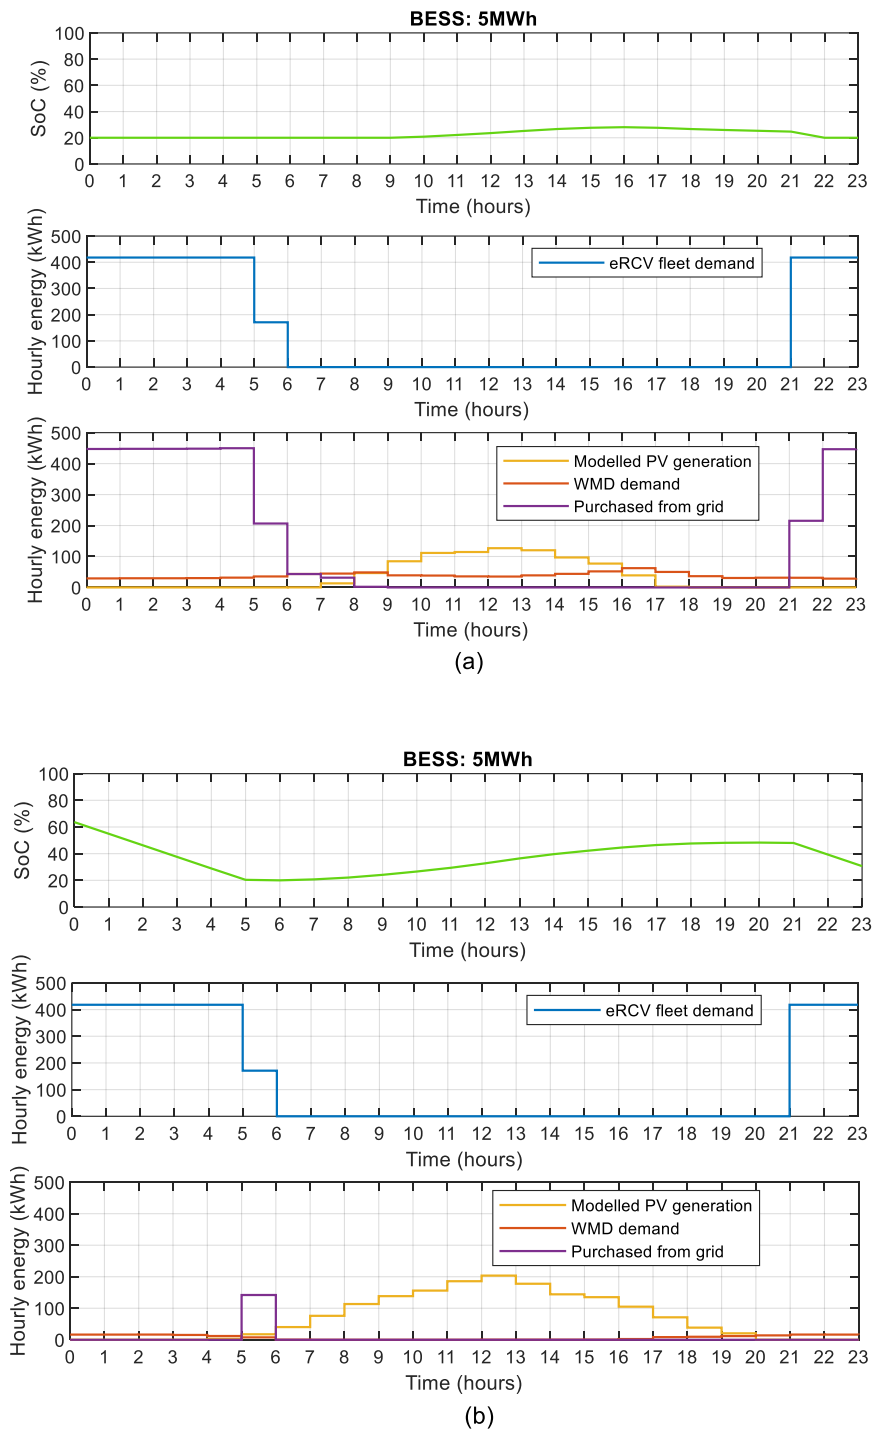 BESS: 5MWh
100
80
60
40
20
0
SoC (%)
0 1 2 3 4 5 6 7 8 9 10 11 12 13 14 15 16 17 18 19 20 21 22 23
Time (hours)
500
400
300
200
100
0
Hourly energy (kWh)
eRCV fleet demand
0 1 2 3 4 5 6 7 8 9 10 11 12 13 14 15 16 17 18 19 20 21 22 23
Time (hours)
500
400
300
200
100
0
Hourly energy (kWh)
Modelled PV generation
WMD demand
Purchased from grid
0 1 2 3 4 5 6 7 8 9 10 11 12 13 14 15 16 17 18 19 20 21 22 23
Time (hours)
(a)
BESS: 5MWh
100
80
60
40
20
0
SoC (%)
0 1 2 3 4 5 6 7 8 9 10 11 12 13 14 15 16 17 18 19 20 21 22 23
Time (hours)
500
400
300
200
100
0
Hourly energy (kWh)
eRCV fleet demand
0 1 2 3 4 5 6 7 8 9 10 11 12 13 14 15 16 17 18 19 20 21 22 23
Time (hours)
500
400
300
200
100
0
Hourly energy (kWh)
Modelled PV generation
WMD demand
Purchased from grid
0 1 2 3 4 5 6 7 8 9 10 11 12 13 14 15 16 17 18 19 20 21 22 23
Time (hours)
(b)